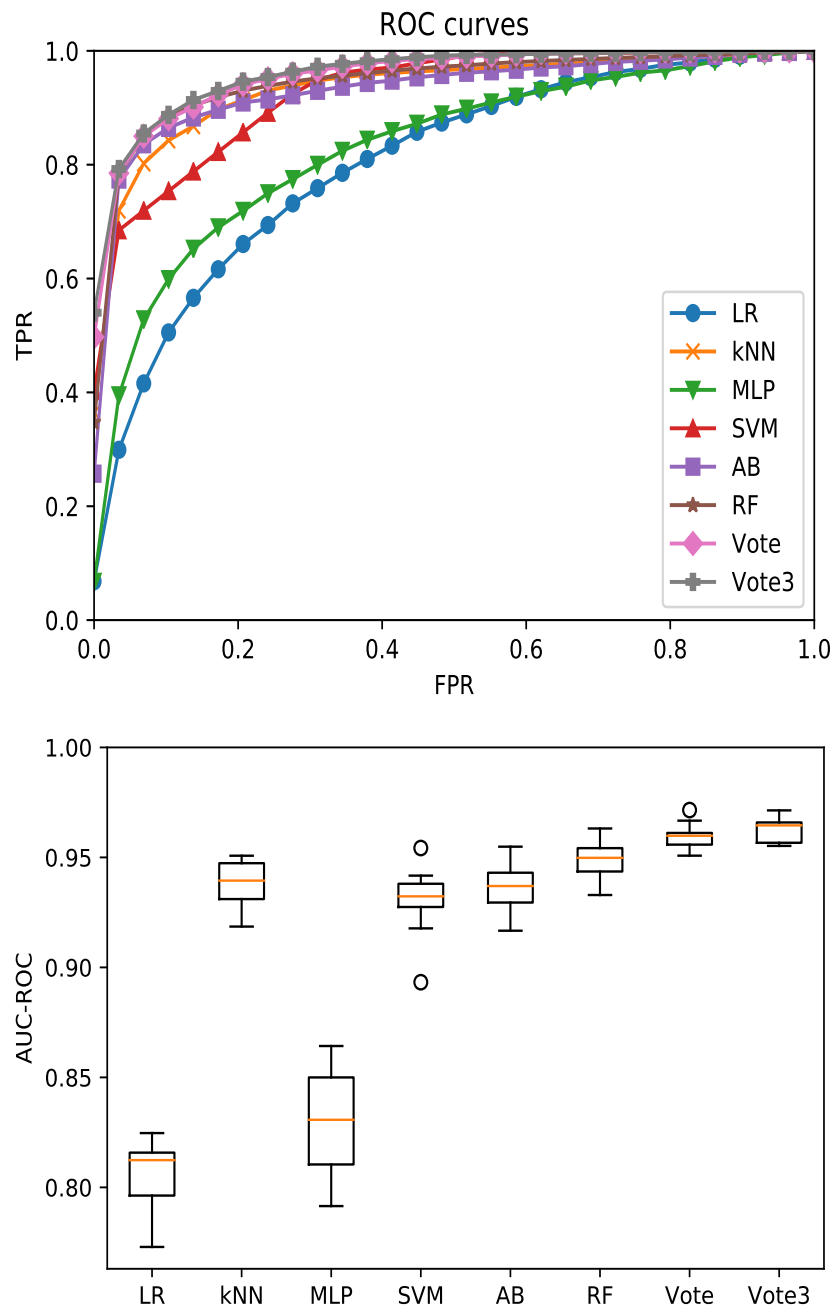 ROC curves
1.0
0.8
0.6
0.4
0.2
0.0
TPR
0.0 0.2 0.4 0.6 0.8 1.0
FPR
LR
kNN
MLP
SVM
AB
RF
Vote
Vote3
1.00
0.95
0.90
0.85
0.80
AUC-ROC
LR kNN MLP SVM AB RF Vote Vote3